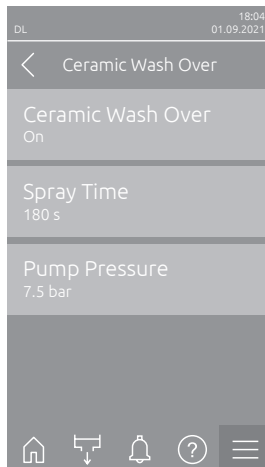 18:04
DL 01.09.2021
Ceramic Wash Over
Ceramic Wash Over
On
Spray Time
180 s
Pump Pressure
7.5 bar
?